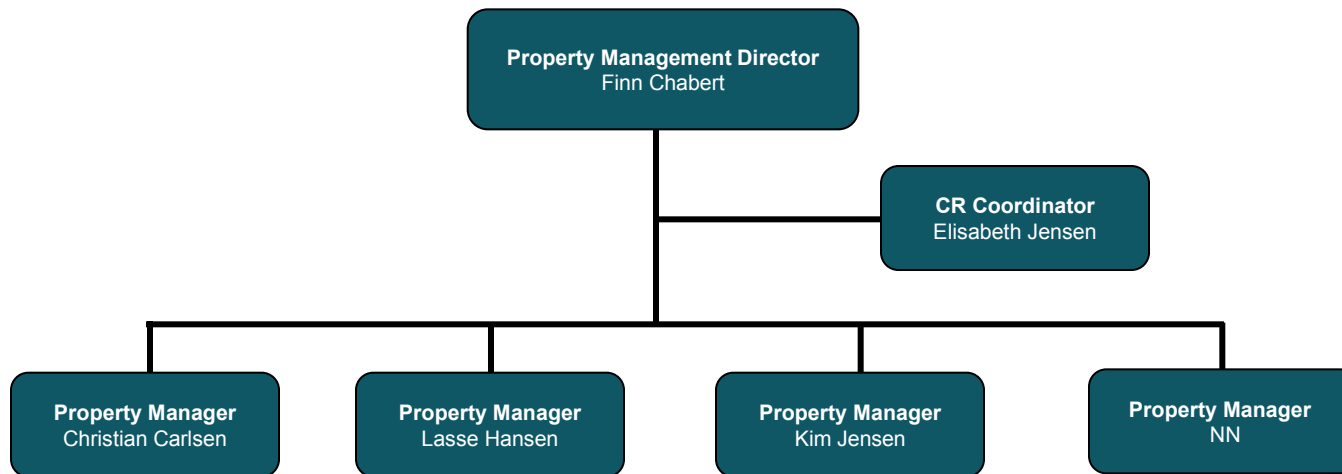 Property Management Director
Finn Chabert
CR Coordinator
Elisabeth Jensen
Property Manager
Christian Carlsen
Property Manager
Lasse Hansen
Property Manager
Kim Jensen
Property Manager
NN